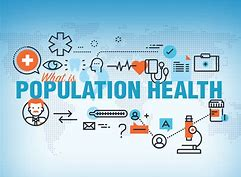 What is
POPULATION HEALTH
?